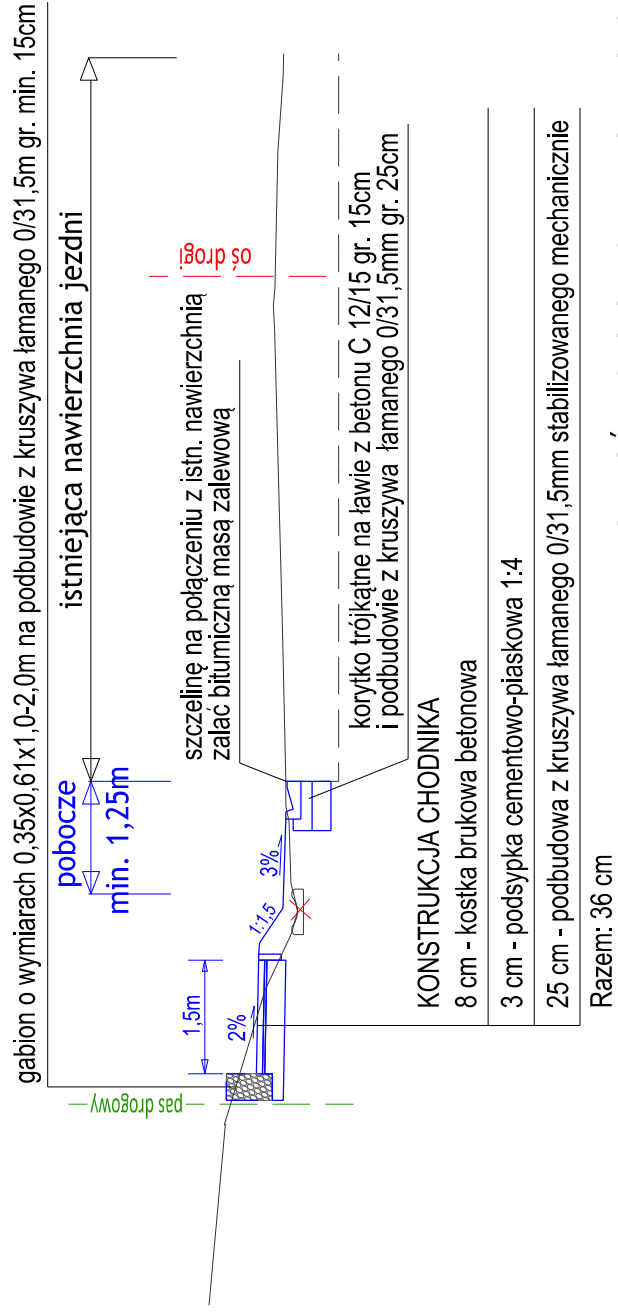 gabion o wymiarach 0,35x0,61x1,0-2,0m na podbudowie z kruszywa łamanego 0/31,5m gr. min. 15cm
istniejąca nawierzchnia jezdni
pobocze
min. 1,25m
szczelinę na połączeniu z istn. nawierzchnią
zalać bitumiczną masą zalewową
oś drogi
pas drogowy
1,5m
2%
1:1,5
3%
korytko trójkątne na ławie z betonu C 12/15 gr. 15cm
i podbudowie z kruszywa łamanego 0/31,5mm gr. 25cm
KONSTRUKCJA CHODNIKA
8 cm - kostka brukowa betonowa
3 cm - podsypka cementowo-piaskowa 1:4
25 cm - podbudowa z kruszywa łamanego 0/31,5mm stabilizowanego mechanicznie
Razem: 36 cm